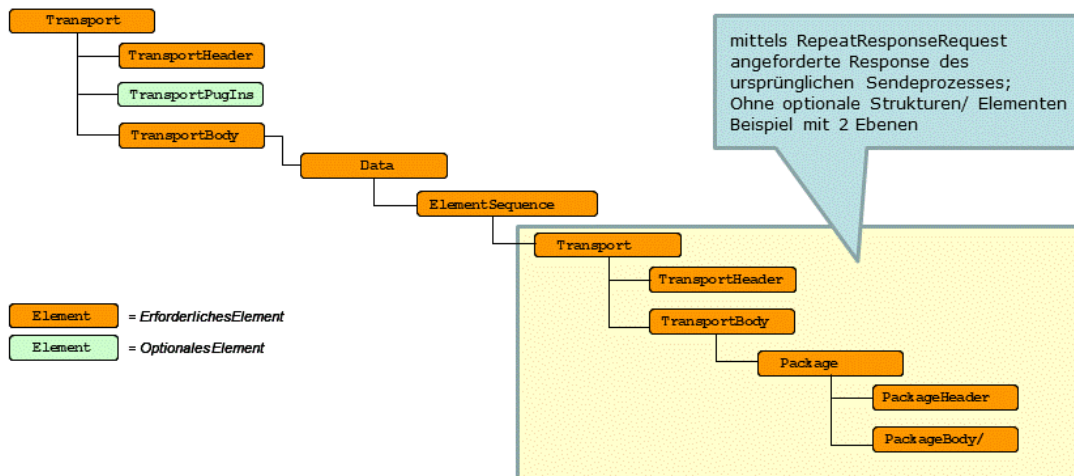 Transport
TransportHeader
TransportPugIns
TransportBody
Data
ElementSequence
mittels RepeatResponseRequest
angeforderte Response des
ursprünglichen Sendeprozesses;
Ohne optionale Strukturen/ Elementen
Beispiel mit 2 Ebenen
Transport
TransportHeader
TransportBody
Package
PackageHeader
PackageBody/
Element = ErforderlichesElement
Element = OptionalesElement